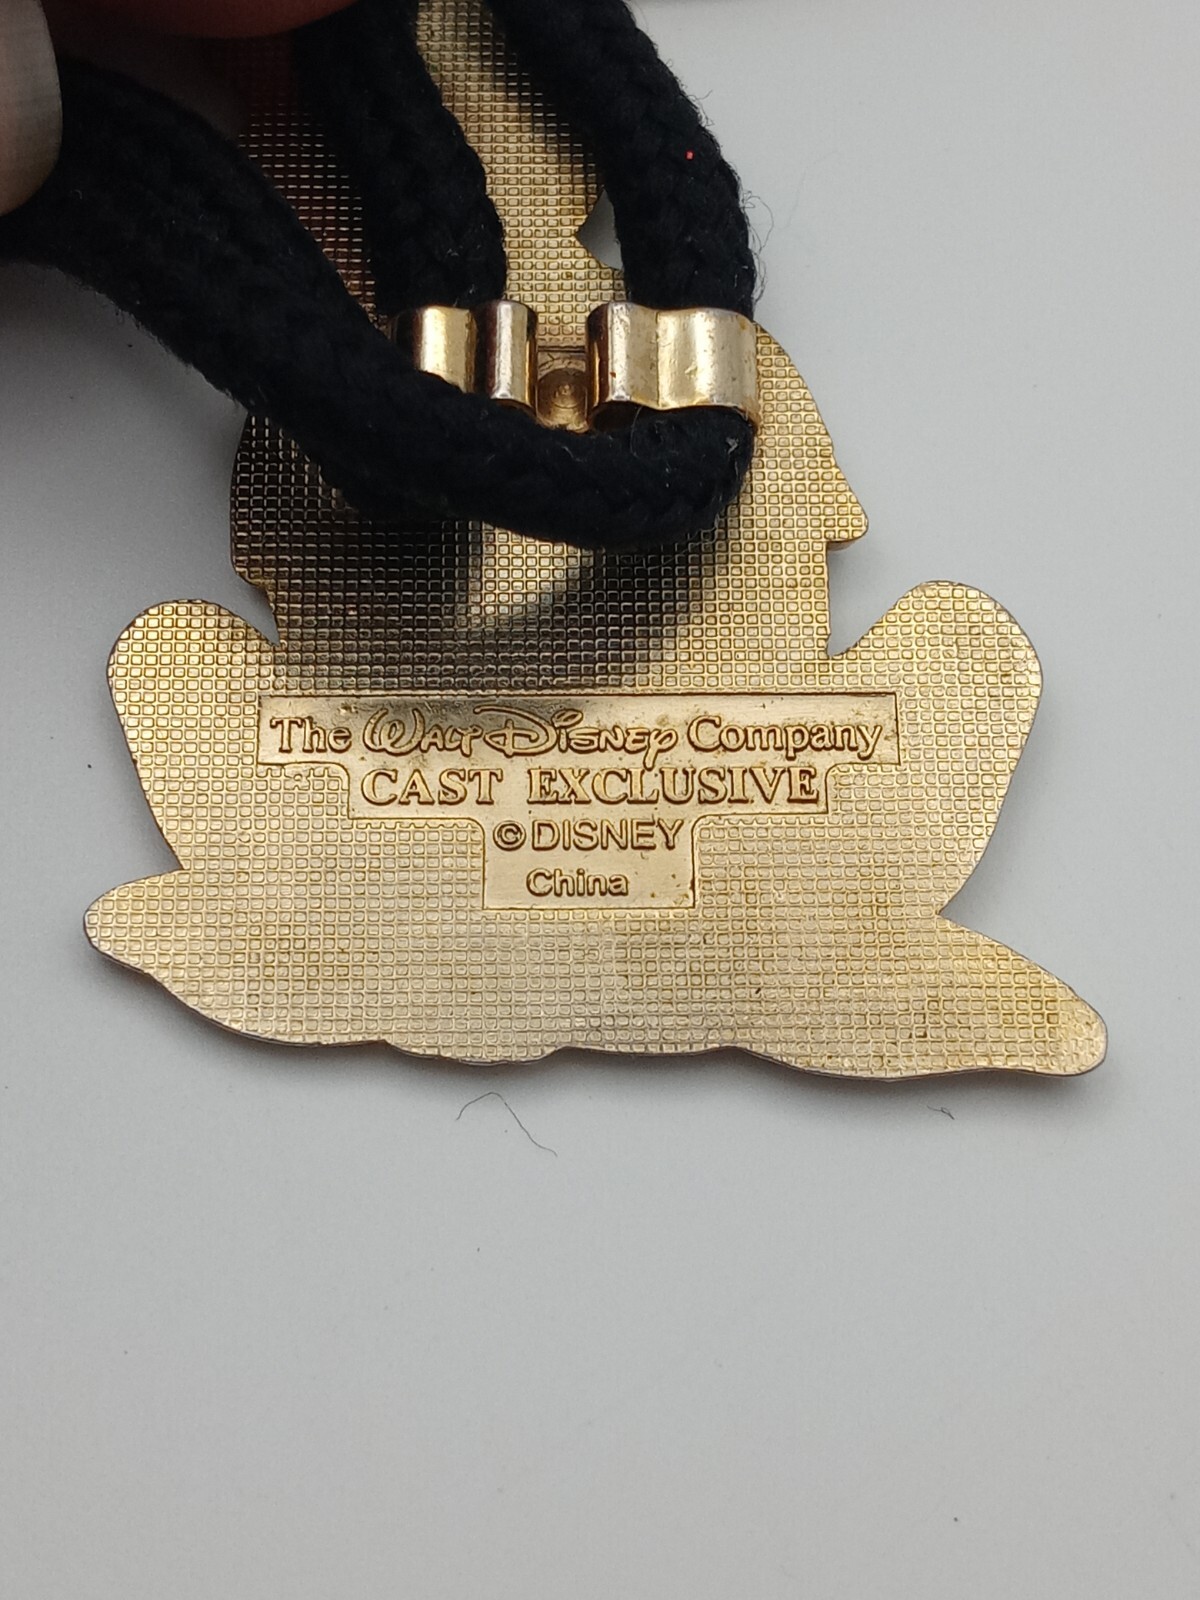 The Walt Disney Company
CAST EXCLUSIVE
© DISNEY
China